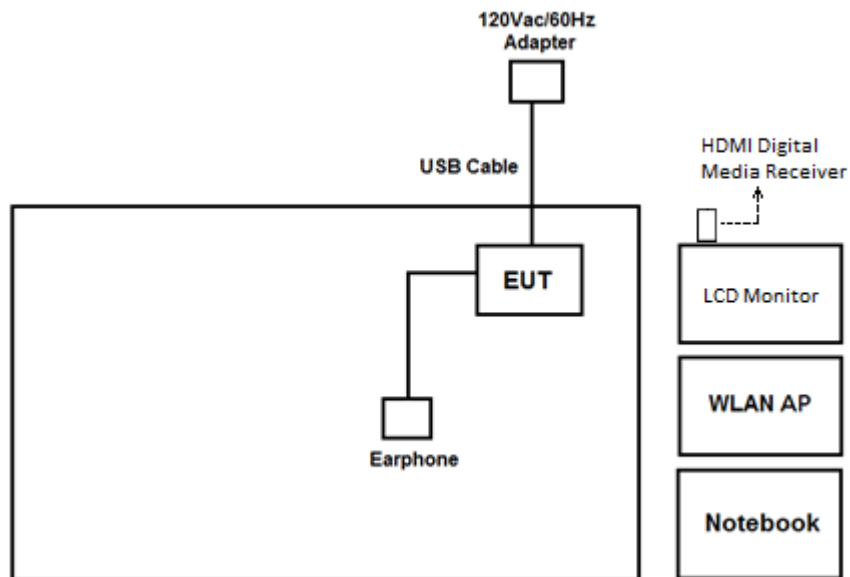 120Vac/60Hz
Adapter
USB Cable
HDMI Digital
Media Receiver
EUT
LCD Monitor
WLAN AP
Earphone
Notebook